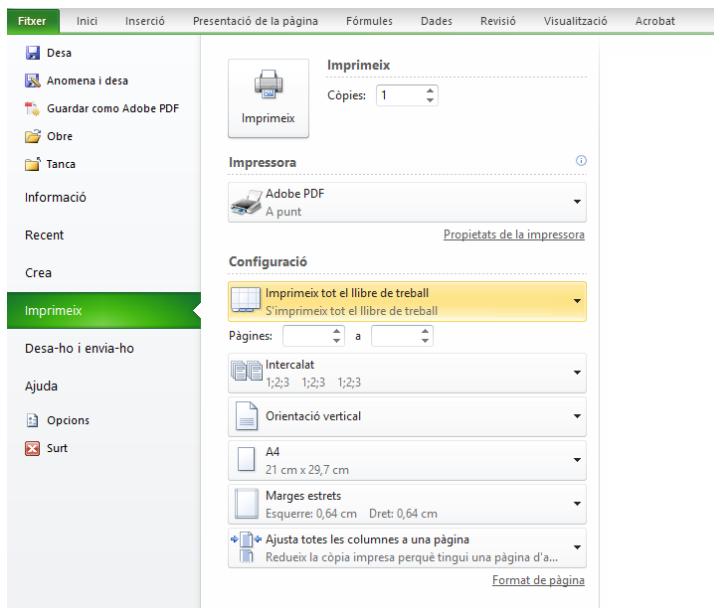 Fitxer Inici Inserció Presentació de la pàgina Fórmules Dades Revisió Visualització Acrobat
Desa
Anomena i desa
Guardar como Adobe PDF
Obre
Tanca
Informació
Recent
Crea
Imprimeix
Desa-ho i envia-ho
Ajuda
Opcions
Surt
Imprimeix
Imprimeix
Còpies: 1
Impressora
Adobe PDF
A punt
Propietats de la impressora
Configuració
Imprimeix tot el llibre de treball
S'imprimeix tot el llibre de treball
Pàgines: a
Intercalat
1;2;3 1;2;3 1;2;3
Orientació vertical
A4
21 cm x 29,7 cm
Marges estrets
Esquerre: 0,64 cm Dret: 0,64 cm
Ajusta totes les columnes a una pàgina
Redueix la còpia impresa perquè tingui una pàgina d'a...
Format de pàgina